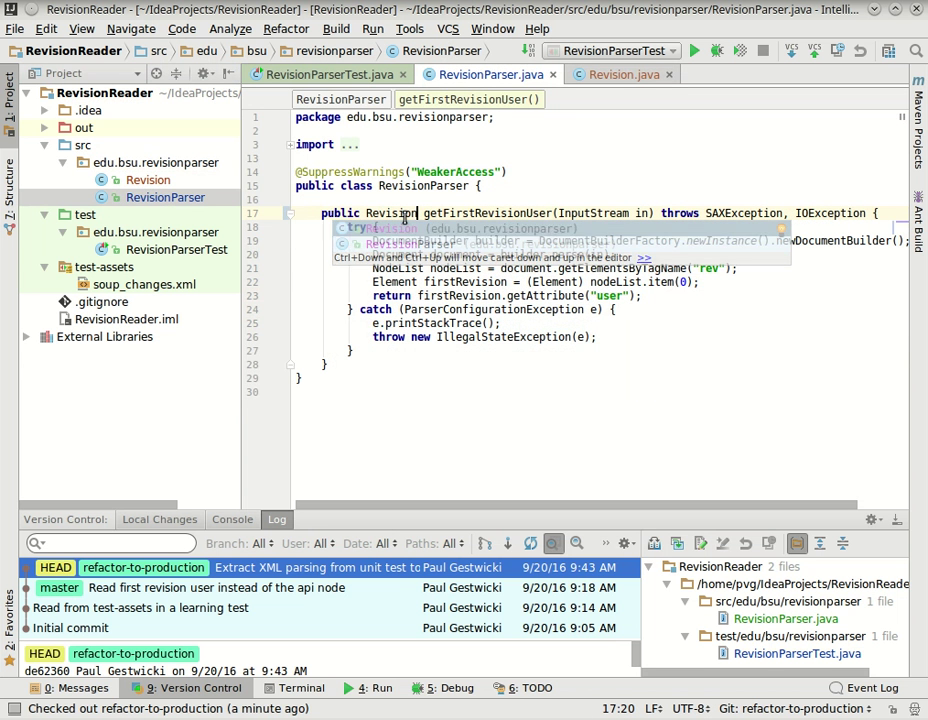 RevisionReader - [~/IdeaProjects/RevisionReader] - [RevisionReader] - ~/IdeaProjects/RevisionReader/src/edu/bsu/revisionparser/RevisionParser.java - Intelli...
File Edit View Navigate Code Analyze Refactor Build Run Tools VCS Window Help
RevisionReader src edu bsu revisionparser RevisionParser RevisionParserTest VCS VCS
Project RevisionParserTest.java RevisionParser.java Revision.java
RevisionReader ~/IdeaProjects/
.idea
out
src
edu.bsu.revisionparser
Revision
RevisionParser
test
edu.bsu.revisionparser
RevisionParserTest
test-assets
soup_changes.xml
.gitignore
RevisionReader.iml
External Libraries
1: Project
7: Structure
2: Favorites
RevisionParser getFirstRevisionUser()
1 package edu.bsu.revisionparser;
2
3 import ...
13
14 @SuppressWarnings("WeakerAccess")
15 public class RevisionParser {
16
17 public Revision getFirstRevisionUser(InputStream in) throws SAXException, IOException {
18 try {
19 DocumentBuilder builder = DocumentBuilderFactory.newInstance().newDocumentBuilder();
20 Document document = builder.parse(in);
21 NodeList nodeList = document.getElementsByTagName("rev");
22 Element firstRevision = (Element) nodeList.item(0);
23 return firstRevision.getAttribute("user");
24 } catch (ParserConfigurationException e) {
25 e.printStackTrace();
26 throw new IllegalStateException(e);
27 }
28 }
29 }
30
Revision (edu.bsu.revisionparser)
RevisionParser
Ctrl+Down and Ctrl+Up will move caret down and up in the editor >>
Maven Projects
Ant Build
Version Control: Local Changes Console Log
Branch: All User: All Date: All Paths: All
HEAD refactor-to-production Extract XML parsing from unit test to Paul Gestwicki 9/20/16 9:43 AM
master Read first revision user instead of the api node Paul Gestwicki 9/20/16 9:18 AM
Read from test-assets in a learning test Paul Gestwicki 9/20/16 9:14 AM
Initial commit Paul Gestwicki 9/20/16 9:05 AM
HEAD refactor-to-production
de62360 Paul Gestwicki on 9/20/16 at 9:43 AM
RevisionReader 2 files
/home/pvg/IdeaProjects/RevisionReade
src/edu/bsu/revisionparser 1 file
RevisionParser.java
test/edu/bsu/revisionparser 1 file
RevisionParserTest.java
0: Messages 9: Version Control Terminal 4: Run 5: Debug 6: TODO Event Log
Checked out refactor-to-production (a minute ago) 17:20 LF UTF-8 Git: refactor-to-production